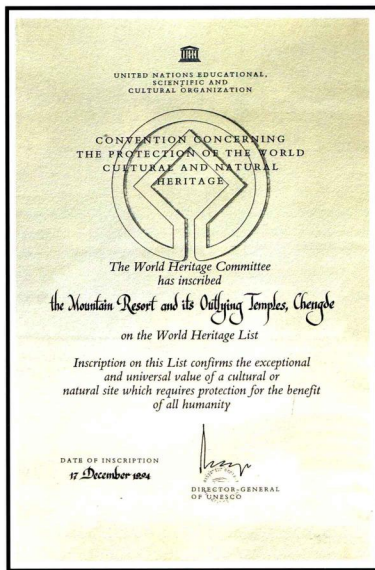 UNITED NATIONS EDUCATIONAL,
SCIENTIFIC AND
CULTURAL ORGANIZATION
CONVENTION CONCERNING
THE PROTECTION OF THE WORLD
CULTURAL AND NATURAL
HERITAGE
The World Heritage Committee
has inscribed
the Mountain Resort and its Outlying Temples, Chengde
on the World Heritage List
Inscription on this List confirms the exceptional
and universal value of a cultural or
natural site which requires protection for the benefit
of all humanity
DATE OF INSCRIPTION
17 December 1994
DIRECTOR-GENERAL
OF UNESCO